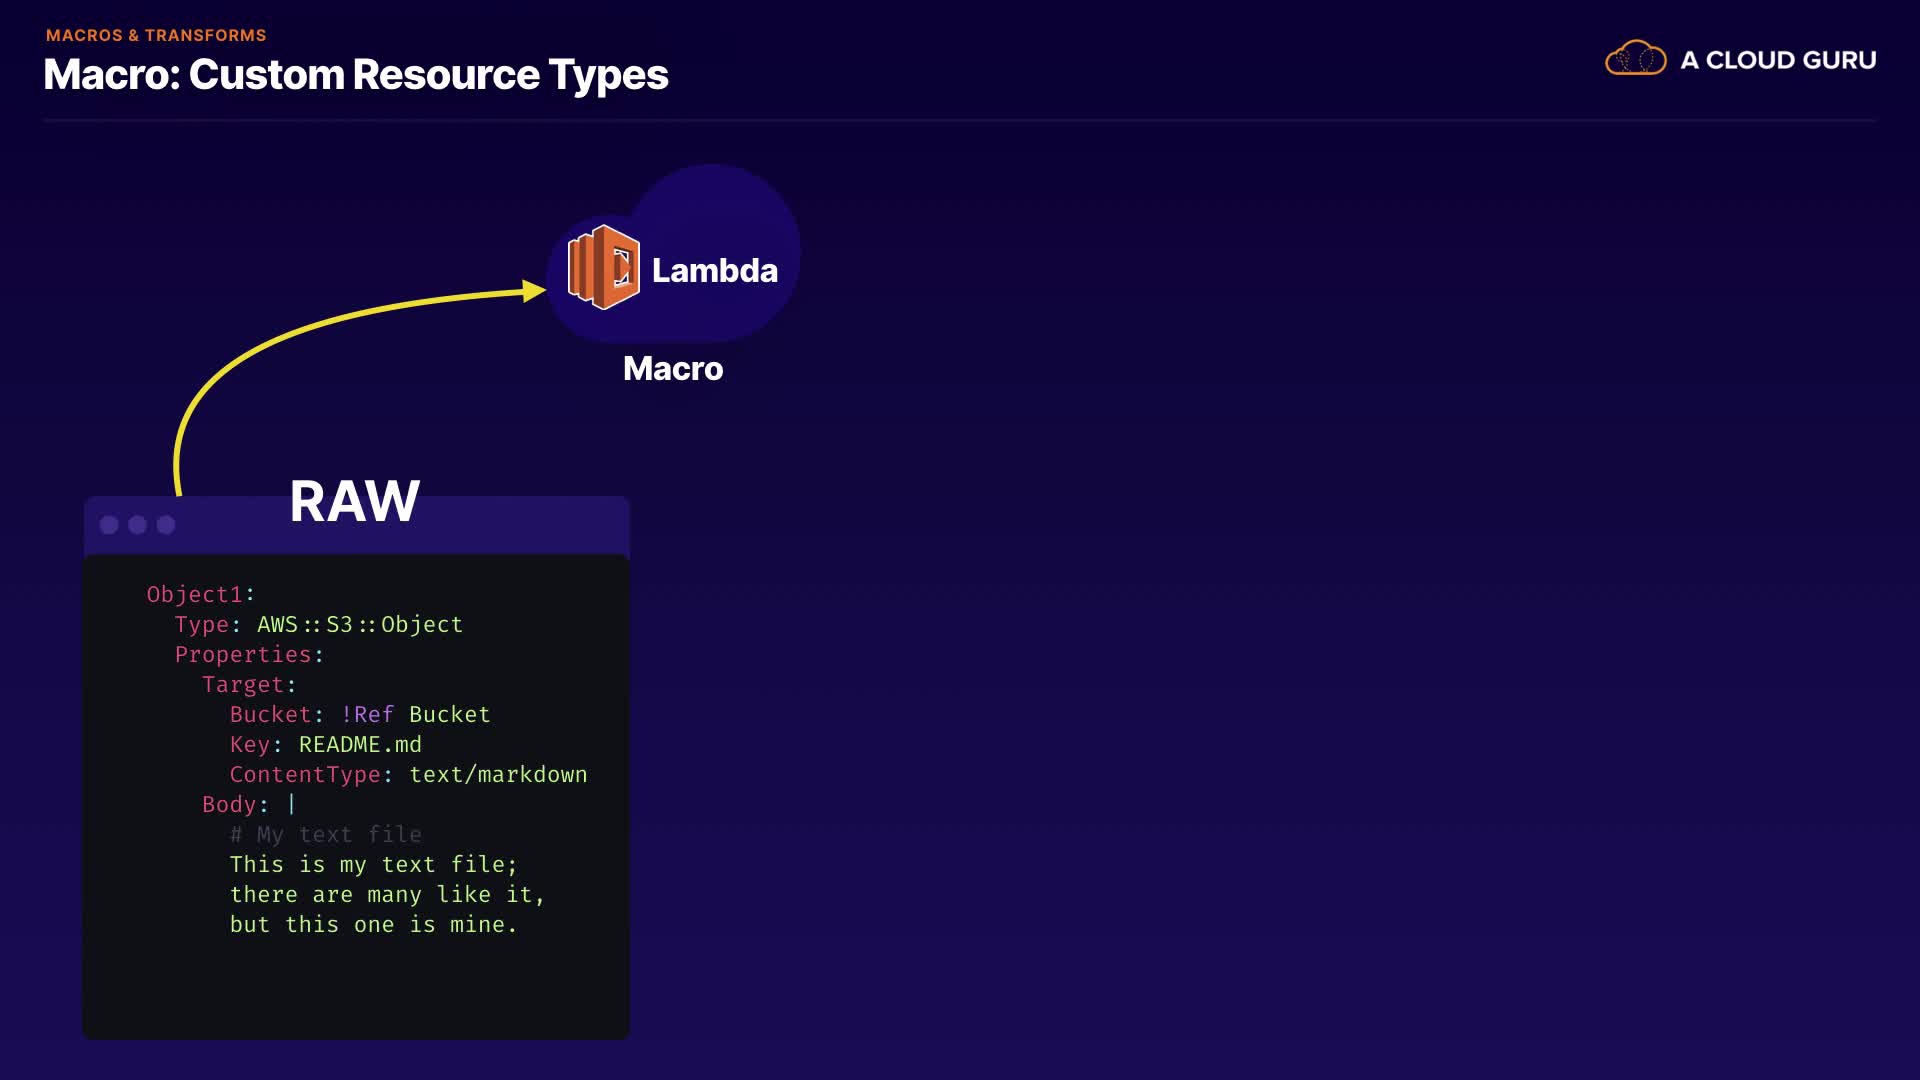 MACROS & TRANSFORMS
Macro: Custom Resource Types
A CLOUD GURU
Lambda
Macro
RAW
Object1:
  Type: AWS::S3::Object
  Properties:
    Target:
      Bucket: !Ref Bucket
      Key: README.md
      ContentType: text/markdown
    Body: |
      # My text file
      This is my text file;
      there are many like it,
      but this one is mine.